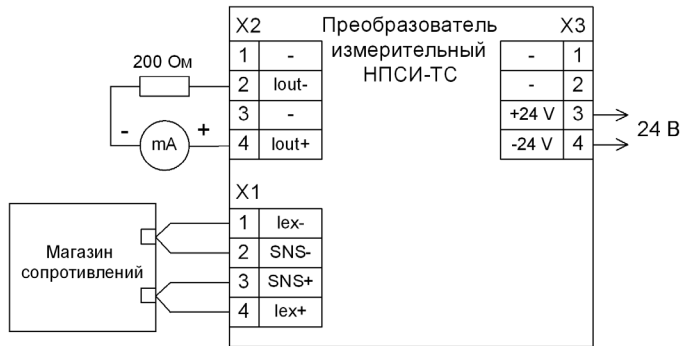 X2
Преобразователь
измерительный
НПСИ-ТС
X3
1 -
2 Iout-
3 -
4 Iout+
- 1
- 2
+24 V 3
-24 V 4
24 В
200 Ом
- mA +
X1
1 Iex-
2 SNS-
3 SNS+
4 Iex+
Магазин
сопротивлений